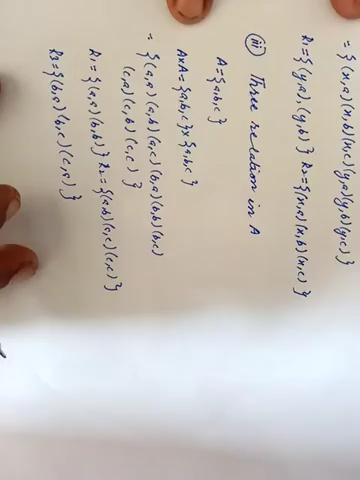 = {(x,a)(x,b)(x,c)(y,a)(y,b)(y,c)}
R1 = {(y,a),(y,b)} R2 = {(x,a)(x,b)(x,c)}
(iii) Three relation in A
A = {a,b,c}
A×A = {a,b,c}×{a,b,c}
= {(a,a)(a,b)(a,c)(b,a)(b,b)(b,c)
(c,a)(c,b)(c,c)}
R1 = {(a,a)(b,b)} R2 = {(a,b)(c,c)(c,c)}
R3 = {(b,a)(b,c)(c,a)}